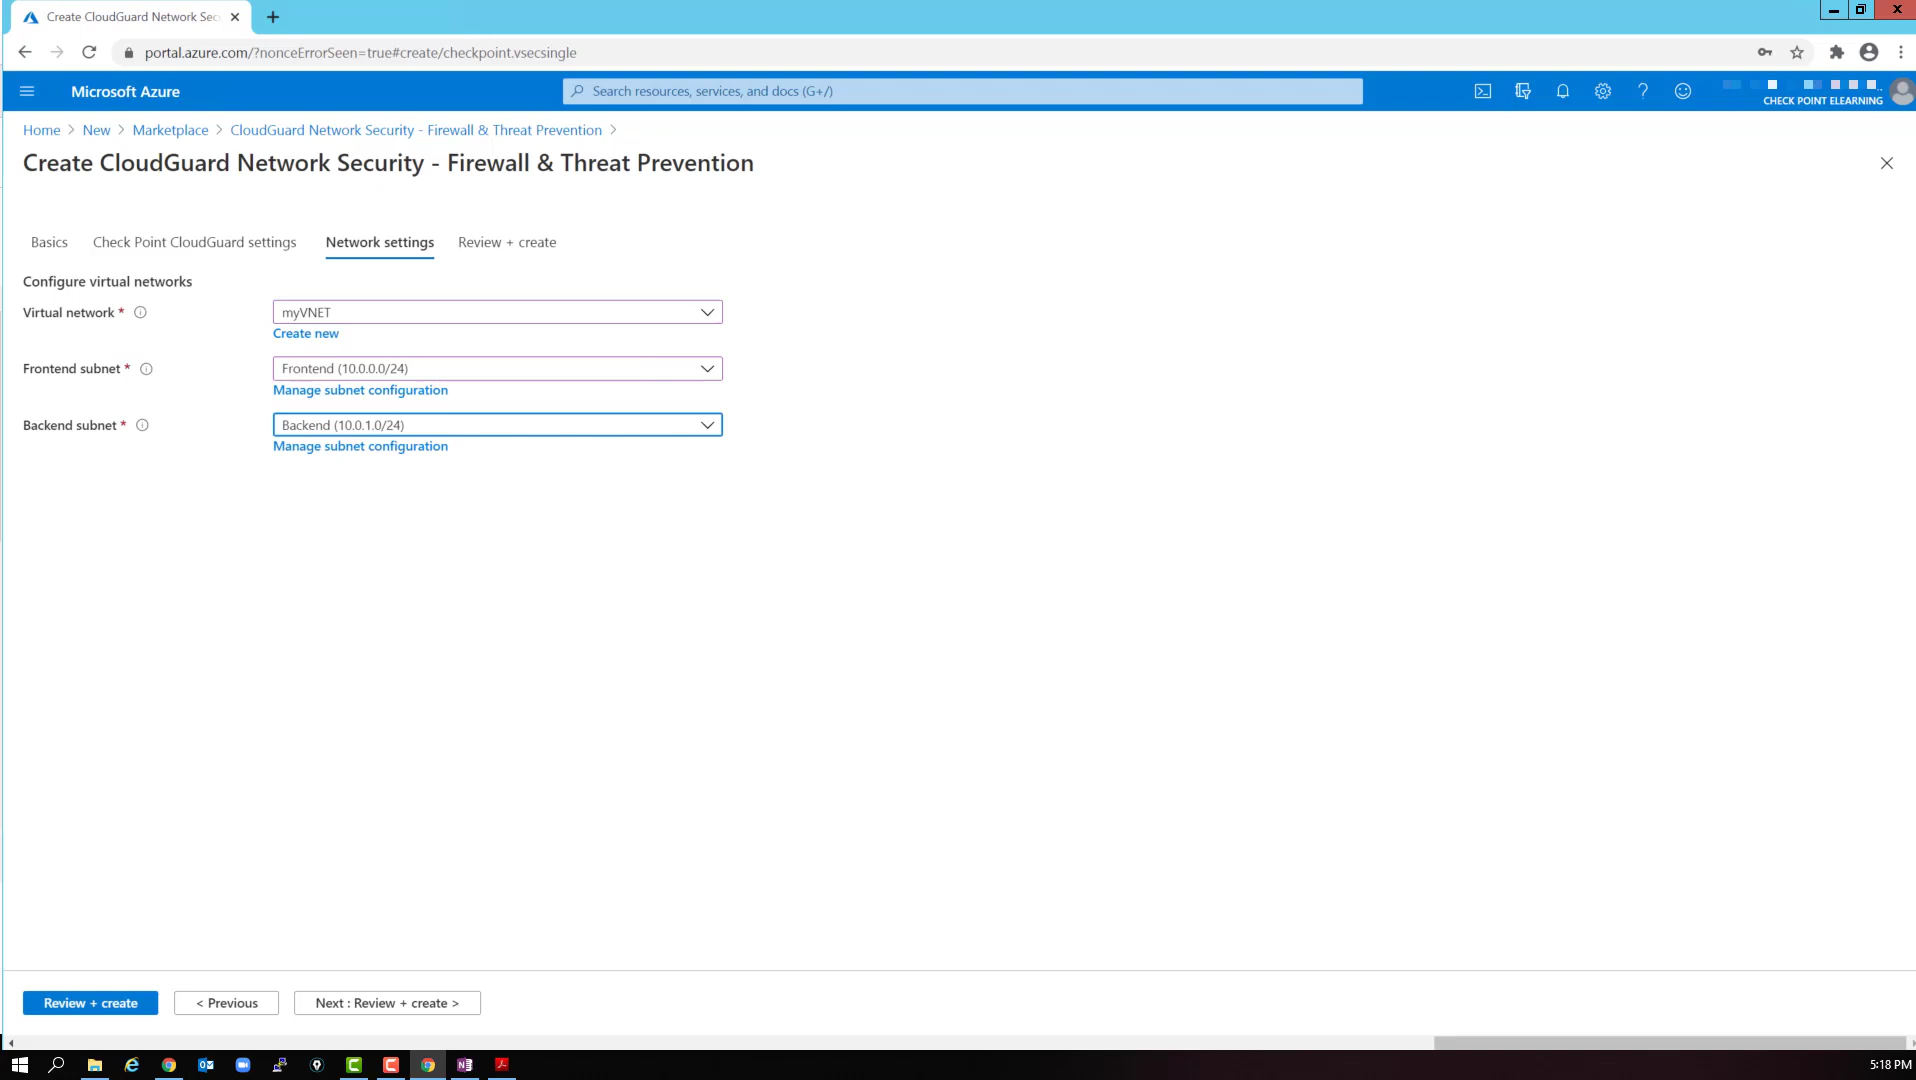 Create CloudGuard Network Sec
portal.azure.com/?nonceErrorSeen=true#create/checkpoint.vsecsingle
Microsoft Azure
Search resources, services, and docs (G+/)
CHECK POINT ELEARNING
Home > New > Marketplace > CloudGuard Network Security - Firewall & Threat Prevention >
Create CloudGuard Network Security - Firewall & Threat Prevention
Basics Check Point CloudGuard settings Network settings Review + create
Configure virtual networks
Virtual network * myVNET
Create new
Frontend subnet * Frontend (10.0.0.0/24)
Manage subnet configuration
Backend subnet * Backend (10.0.1.0/24)
Manage subnet configuration
Review + create < Previous Next : Review + create >
5:18 PM